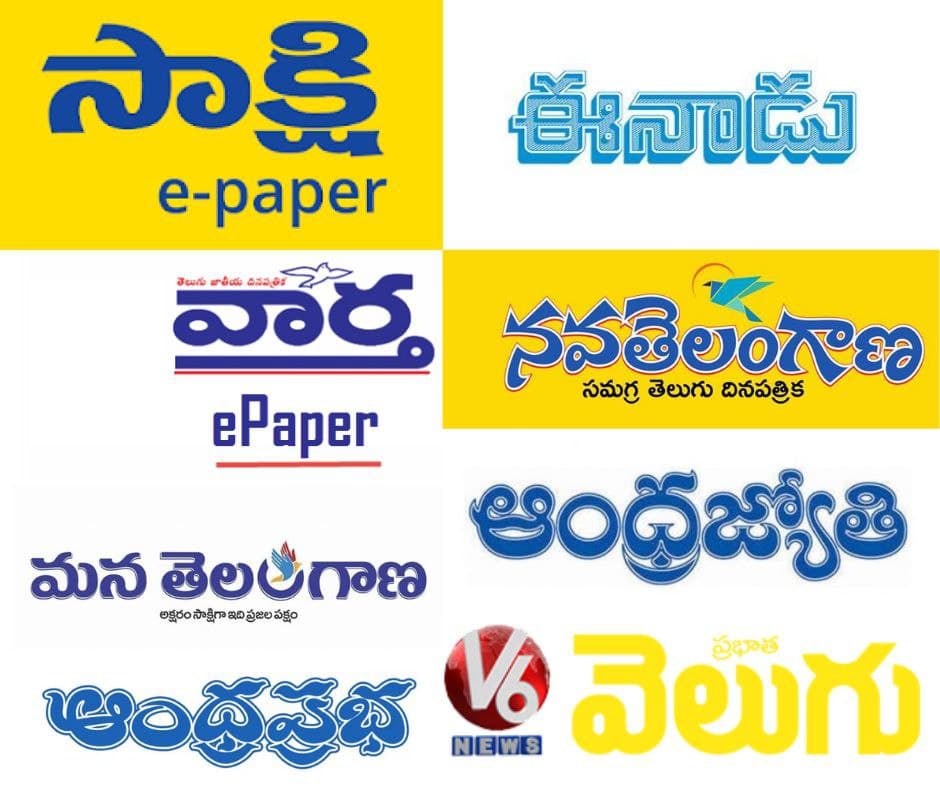 సాక్షి
e-paper
ఈనాడు
తెలుగు జాతీయ దినపత్రిక
వార్త
ePaper
నవతెలంగాణ
సమగ్ర తెలుగు దినపత్రిక
ఆంధ్రజ్యోతి
మన తెలంగాణ
అక్షరం సాక్షిగా ఇది ప్రజల పక్షం
ఆంధ్రప్రభ
V6
NEWS
ప్రభాత
వెలుగు